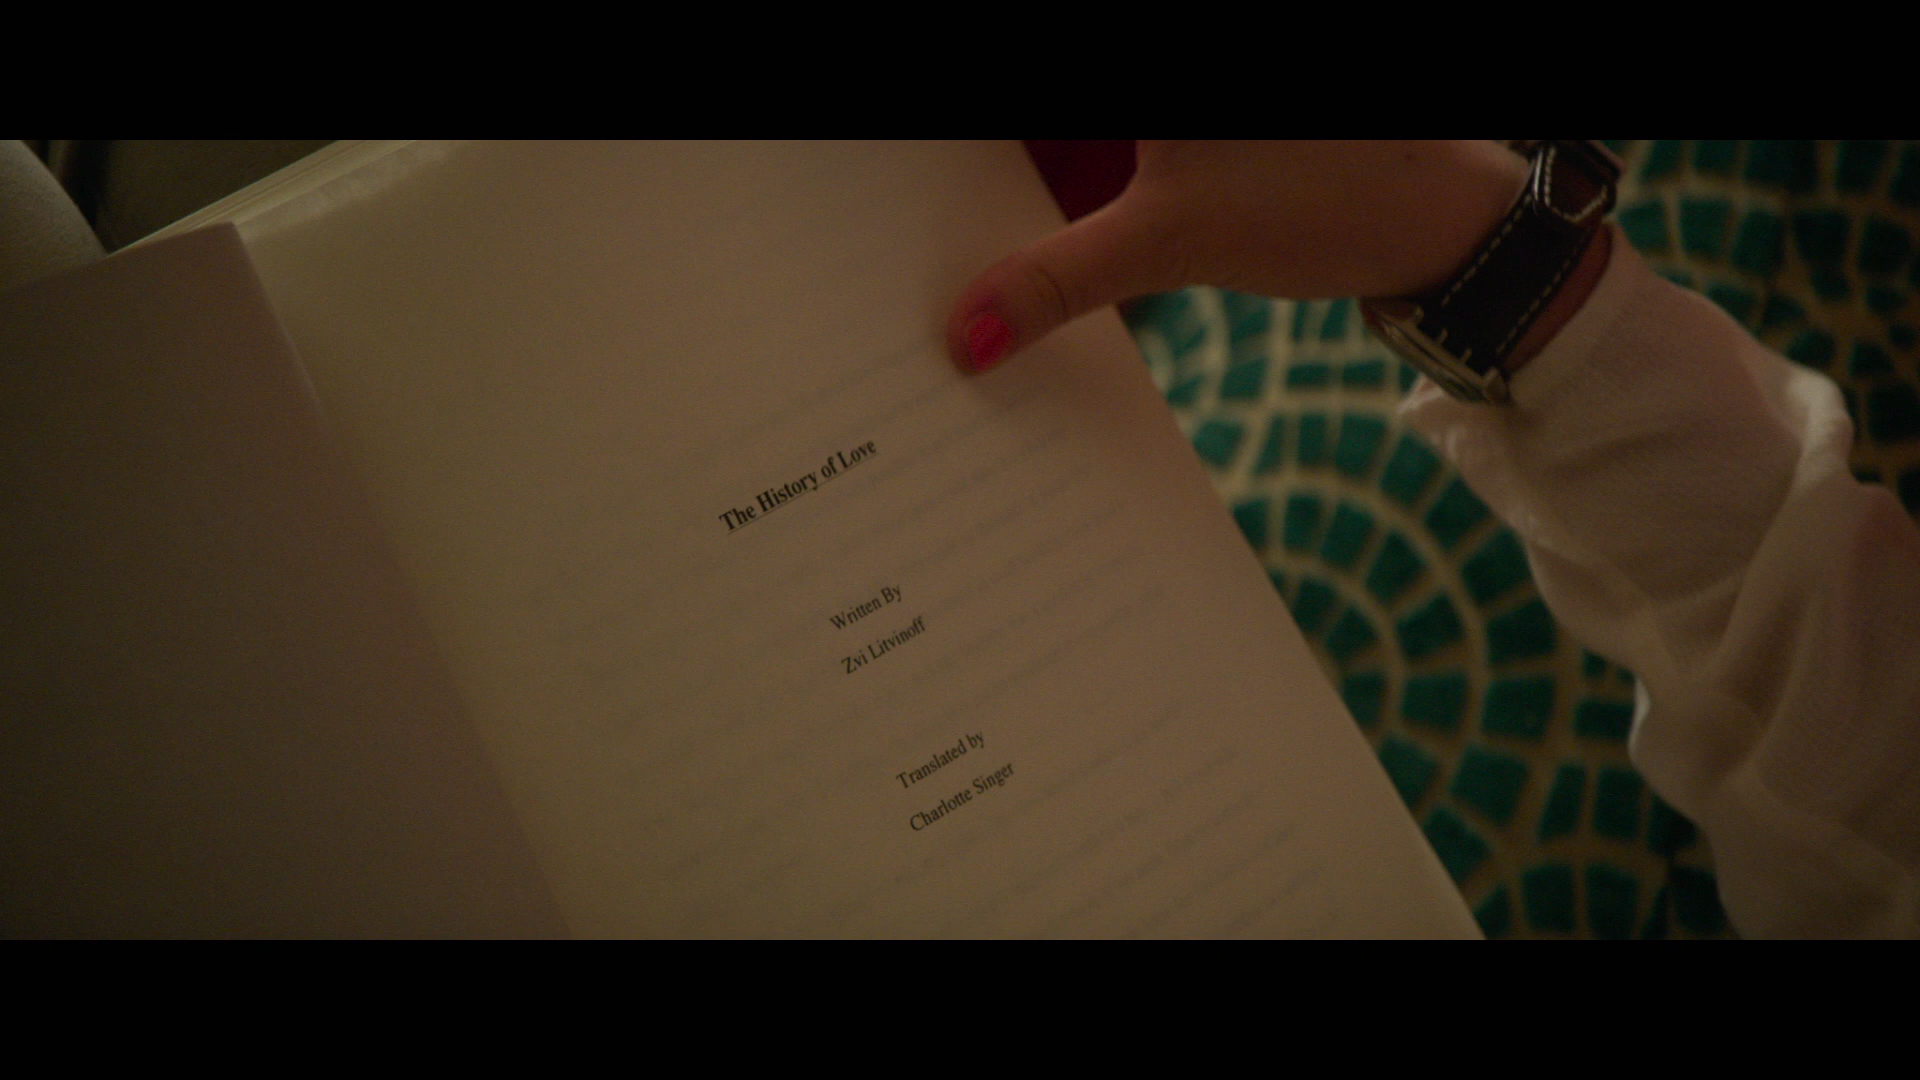 The History of Love
Written By
Zvi Litvinoff
Translated by
Charlotte Singer